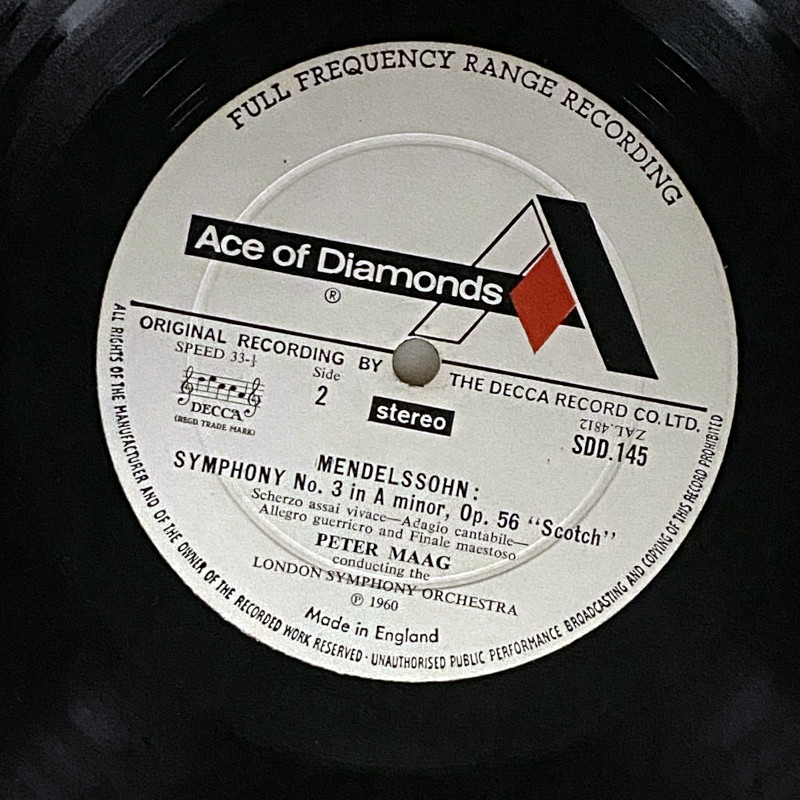 FULL FREQUENCY RANGE RECORDING
Ace of Diamonds
®
ORIGINAL RECORDING BY THE DECCA RECORD CO. LTD.
SPEED 33-⅓
DECCA
(REGD TRADE MARK)
Side
2
stereo
ZAL.4812
SDD.145
MENDELSSOHN:
SYMPHONY No. 3 in A minor, Op. 56 “Scotch”
Scherzo assai vivace—Adagio cantabile—
Allegro guerriero and Finale maestoso
PETER MAAG
conducting the
LONDON SYMPHONY ORCHESTRA
℗ 1960
Made in England
ALL RIGHTS OF THE MANUFACTURER AND OF THE OWNER OF THE RECORDED WORK RESERVED · UNAUTHORISED PUBLIC PERFORMANCE BROADCASTING AND COPYING OF THIS RECORD PROHIBITED